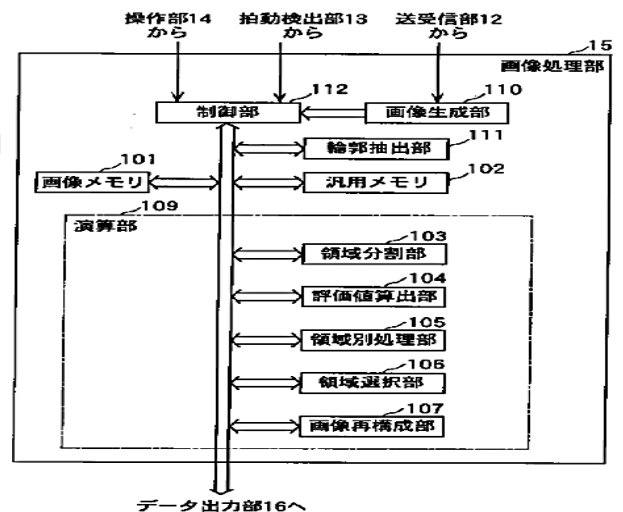 操作部14 拍動検出部13 送受信部12
から から から
15
画像処理部
112 110
制御部 画像生成部
111
輪郭抽出部
101 102
画像メモリ 汎用メモリ
109
演算部
103
領域分割部
104
評価値算出部
105
領域別処理部
106
領域選択部
107
画像再構成部
データ出力部16へ